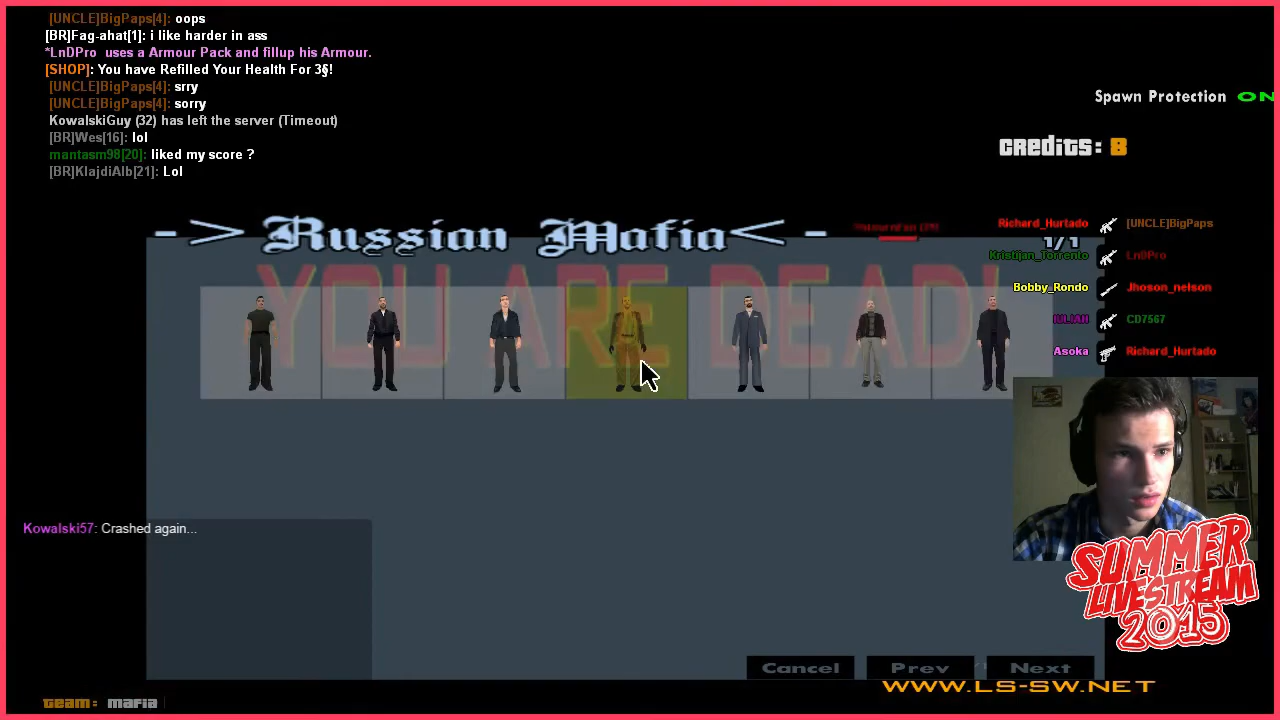 [UNCLE]BigPaps[4]: oops
[BR]Fag-ahat[1]: i like harder in ass
*LnDPro uses a Armour Pack and fillup his Armour.
[SHOP]: You have Refilled Your Health For 3$!
[UNCLE]BigPaps[4]: srry
[UNCLE]BigPaps[4]: sorry
KowalskiGuy (32) has left the server (Timeout)
[BR]Wes[16]: lol
mantasm98[20]: liked my score ?
[BR]KlajdiAlb[21]: Lol
Spawn Protection ON
credits: 8
-> Russian Mafia <-
1/1
YOU ARE DEAD!
Richard_Hurtado [UNCLE]BigPaps
Kristijan_Torrento LnDPro
Bobby_Rondo Jhoson_nelson
IULIAN CD7567
Asoka Richard_Hurtado
Kowalski57: Crashed again...
SUMMER
LIVESTREAM
2015
Cancel Prev Next
WWW.LS-SW.NET
team: mafia